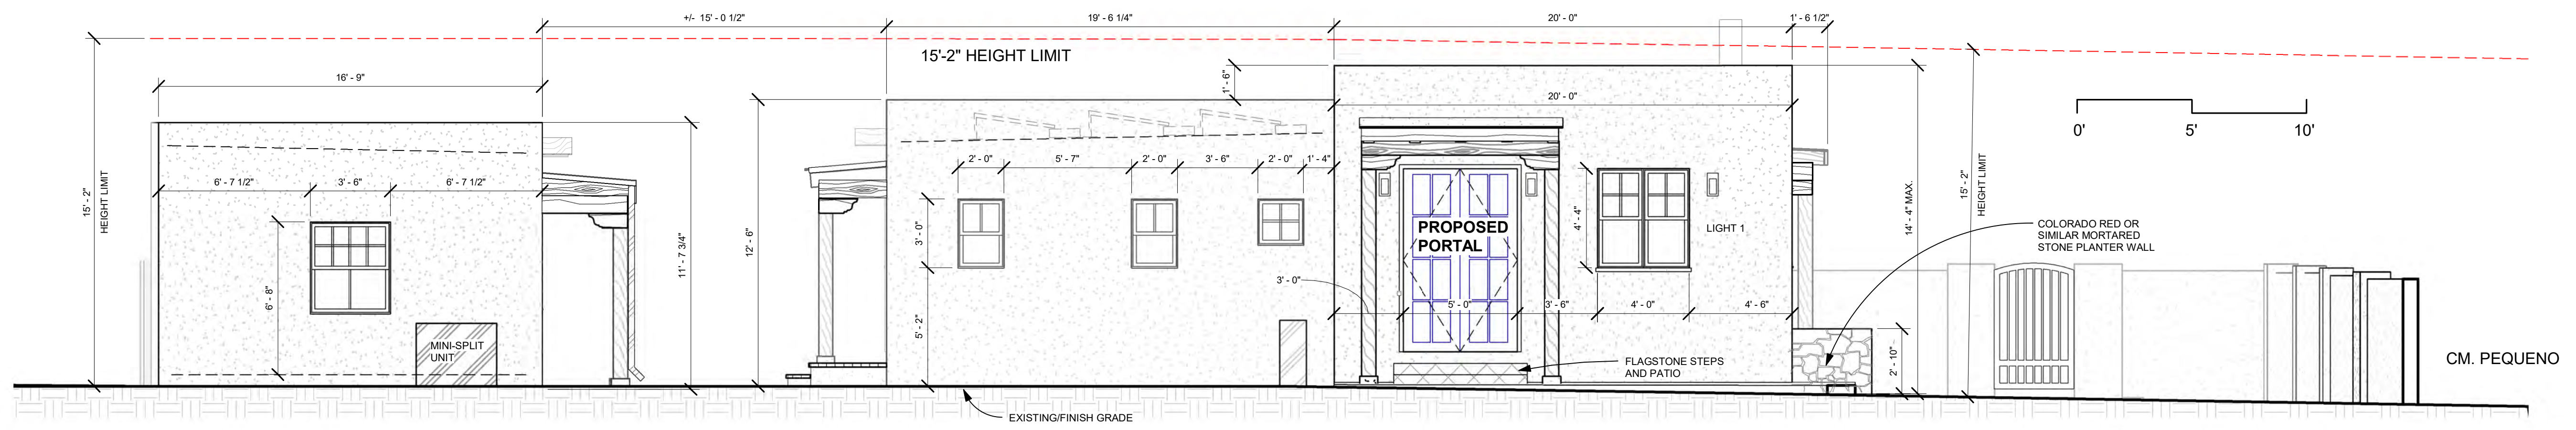 +/- 15' - 0 1/2"
19' - 6 1/4"
20' - 0"
1' - 6 1/2"
15'-2" HEIGHT LIMIT
16' - 9"
1' - 6"
20' - 0"
0'
5'
10'
6' - 7 1/2"
3' - 6"
6' - 7 1/2"
2' - 0"
5' - 7"
2' - 0"
3' - 6"
2' - 0"
1' - 4"
15' - 2"
HEIGHT LIMIT
6' - 8"
MINI-SPLIT
UNIT
11' - 7 3/4"
12' - 6"
3' - 0"
5' - 2"
PROPOSED
PORTAL
4' - 4"
LIGHT 1
3' - 0"
5' - 0"
3' - 6"
4' - 0"
4' - 6"
14' - 4" MAX.
15' - 2"
HEIGHT LIMIT
COLORADO RED OR
SIMILAR MORTARED
STONE PLANTER WALL
2' - 10"
FLAGSTONE STEPS
AND PATIO
CM. PEQUENO
EXISTING/FINISH GRADE